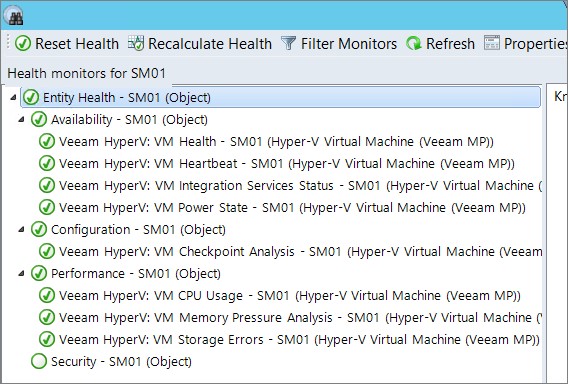 Reset Health Recalculate Health Filter Monitors Refresh Properties
Health monitors for SM01
Entity Health - SM01 (Object)
Kn
Availability - SM01 (Object)
Veeam HyperV: VM Health - SM01 (Hyper-V Virtual Machine (Veeam MP))
Veeam HyperV: VM Heartbeat - SM01 (Hyper-V Virtual Machine (Veeam MP))
Veeam HyperV: VM Integration Services Status - SM01 (Hyper-V Virtual Machine (
Veeam HyperV: VM Power State - SM01 (Hyper-V Virtual Machine (Veeam MP))
Configuration - SM01 (Object)
Veeam HyperV: VM Checkpoint Analysis - SM01 (Hyper-V Virtual Machine (Veeam
Performance - SM01 (Object)
Veeam HyperV: VM CPU Usage - SM01 (Hyper-V Virtual Machine (Veeam MP))
Veeam HyperV: VM Memory Pressure Analysis - SM01 (Hyper-V Virtual Machine (V
Veeam HyperV: VM Storage Errors - SM01 (Hyper-V Virtual Machine (Veeam MP))
Security - SM01 (Object)